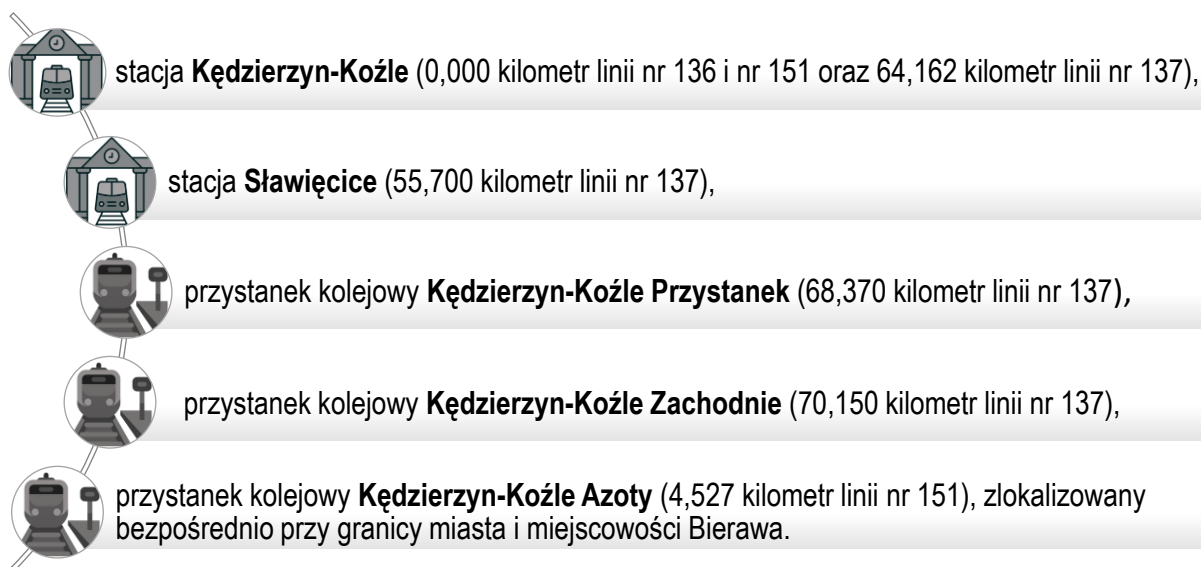 stacja Kędzierzyn-Koźle (0,000 kilometr linii nr 136 i nr 151 oraz 64,162 kilometr linii nr 137),
stacja Sławięcice (55,700 kilometr linii nr 137),
przystanek kolejowy Kędzierzyn-Koźle Przystanek (68,370 kilometr linii nr 137),
przystanek kolejowy Kędzierzyn-Koźle Zachodnie (70,150 kilometr linii nr 137),
przystanek kolejowy Kędzierzyn-Koźle Azoty (4,527 kilometr linii nr 151), zlokalizowany
bezpośrednio przy granicy miasta i miejscowości Bierawa.